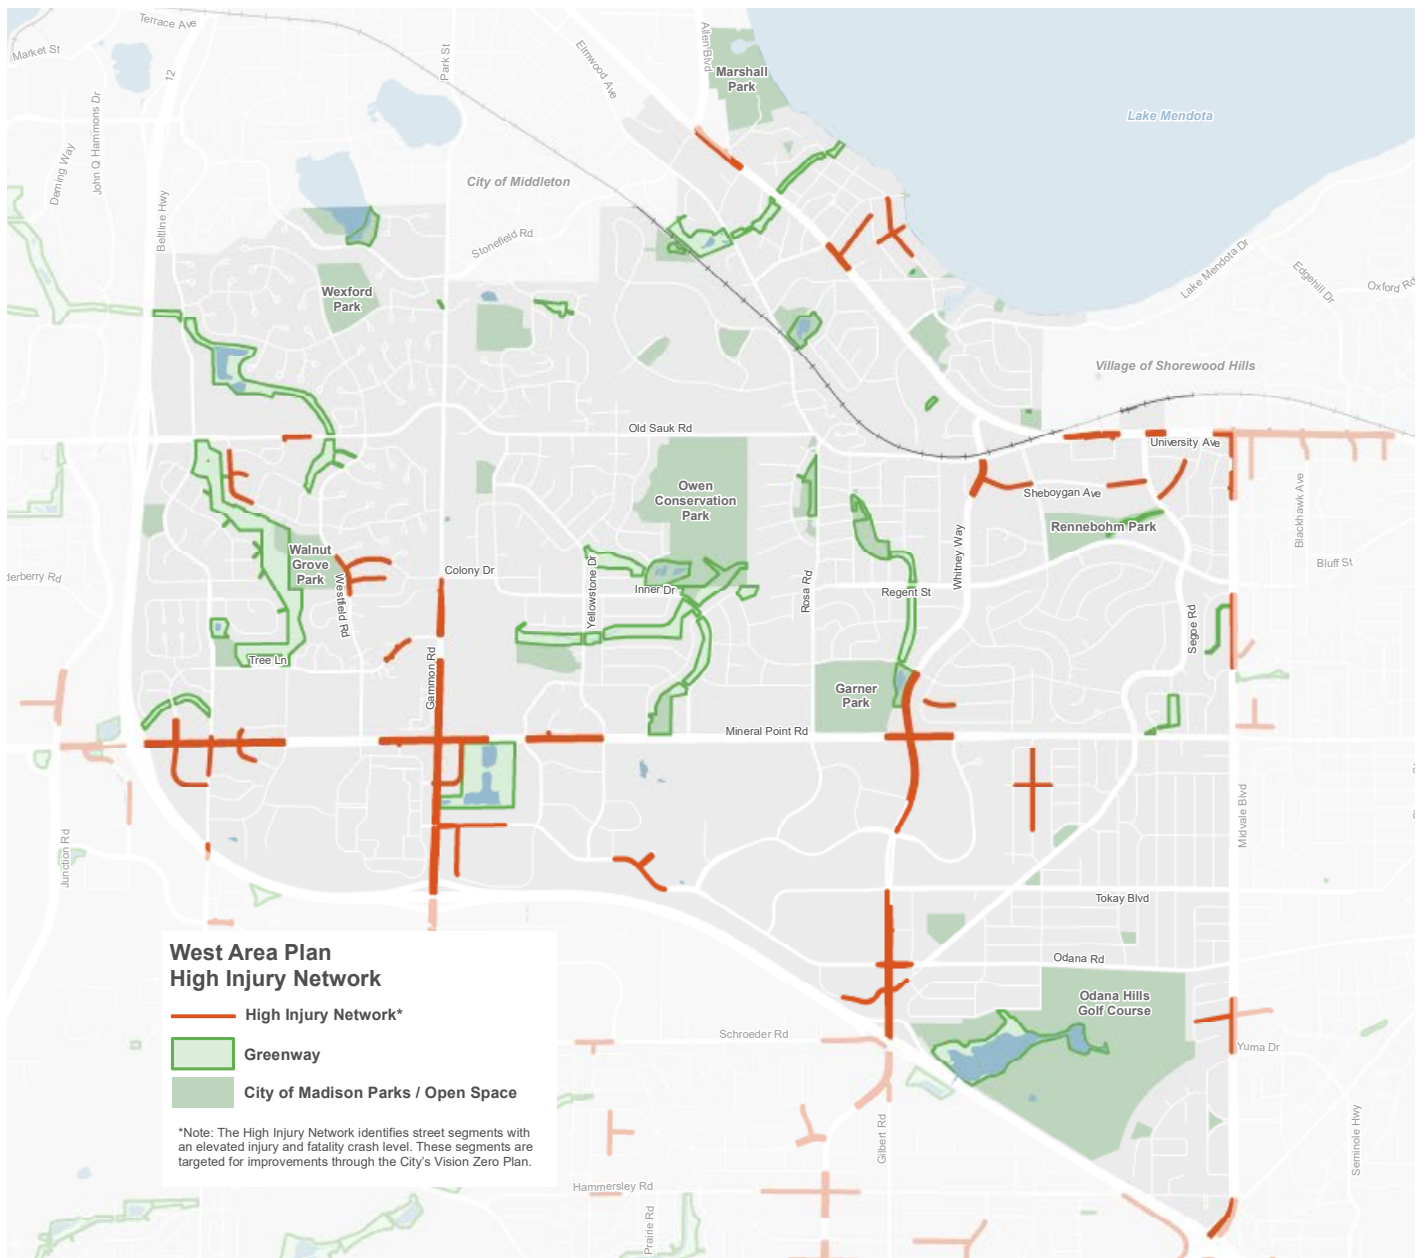 Terrace Ave
Market St
12
Park St
Elmwood Ave
Allen Blvd
Marshall
Park
Lake Mendota
John Q Hammons Dr
Deming Way
Beltline Hwy
City of Middleton
Stonefield Rd
Lake Mendota Dr
Edgehill Dr
Oxford Rd
Wexford
Park
Village of Shorewood Hills
Old Sauk Rd
University Ave
Owen
Conservation
Park
Sheboygan Ave
Blackhawk Ave
Rennebohm Park
Walnut
Grove
Park
Westfield Rd
Colony Dr
Yellowstone Dr
Inner Dr
Rosa Rd
Whitney Way
Regent St
Bluff St
derberry Rd
Segoe Rd
Tree Ln
Gammon Rd
Garner
Park
Mineral Point Rd
Junction Rd
Midvale Blvd
Tokay Blvd
Odana Rd
Odana Hills
Golf Course
Schroeder Rd
Yuma Dr
Gilbert Rd
Seminole Hwy
Hammersley Rd
Prairie Rd
West Area Plan
High Injury Network
High Injury Network*
Greenway
City of Madison Parks / Open Space
*Note: The High Injury Network identifies street segments with
an elevated injury and fatality crash level. These segments are
targeted for improvements through the City's Vision Zero Plan.